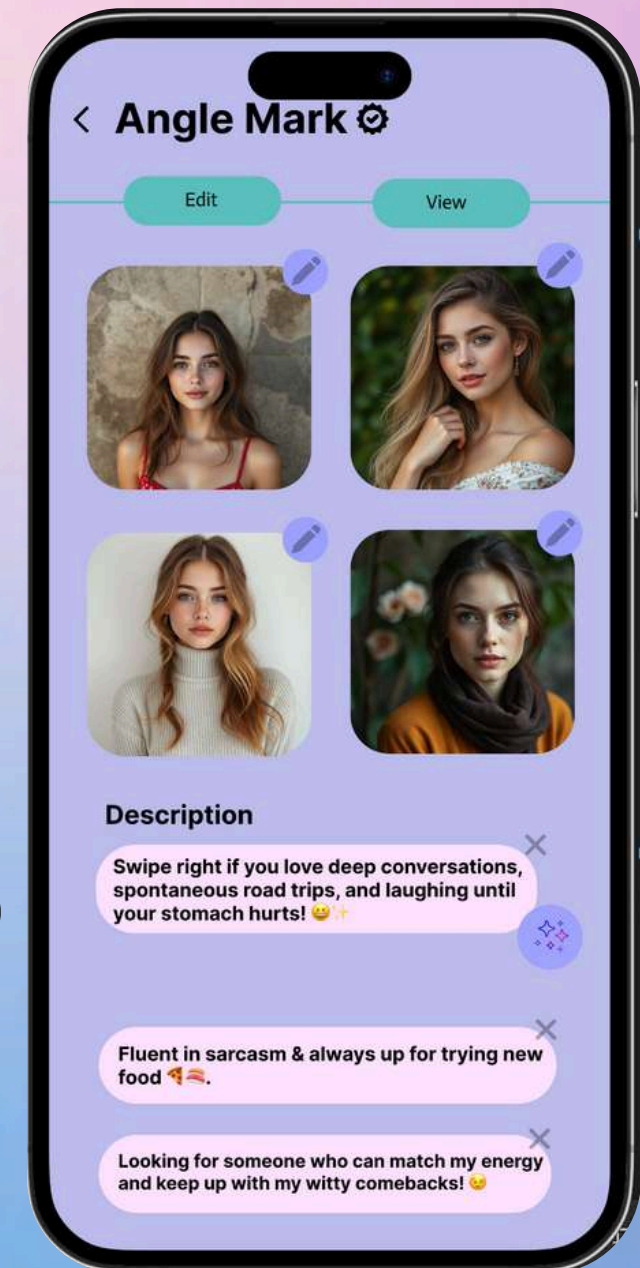 Angle Mark
Edit
View
Description
Swipe right if you love deep conversations,
spontaneous road trips, and laughing until
your stomach hurts! 😀✨
Fluent in sarcasm & always up for trying new
food 🍕🍣.
Looking for someone who can match my energy
and keep up with my witty comebacks! 😉